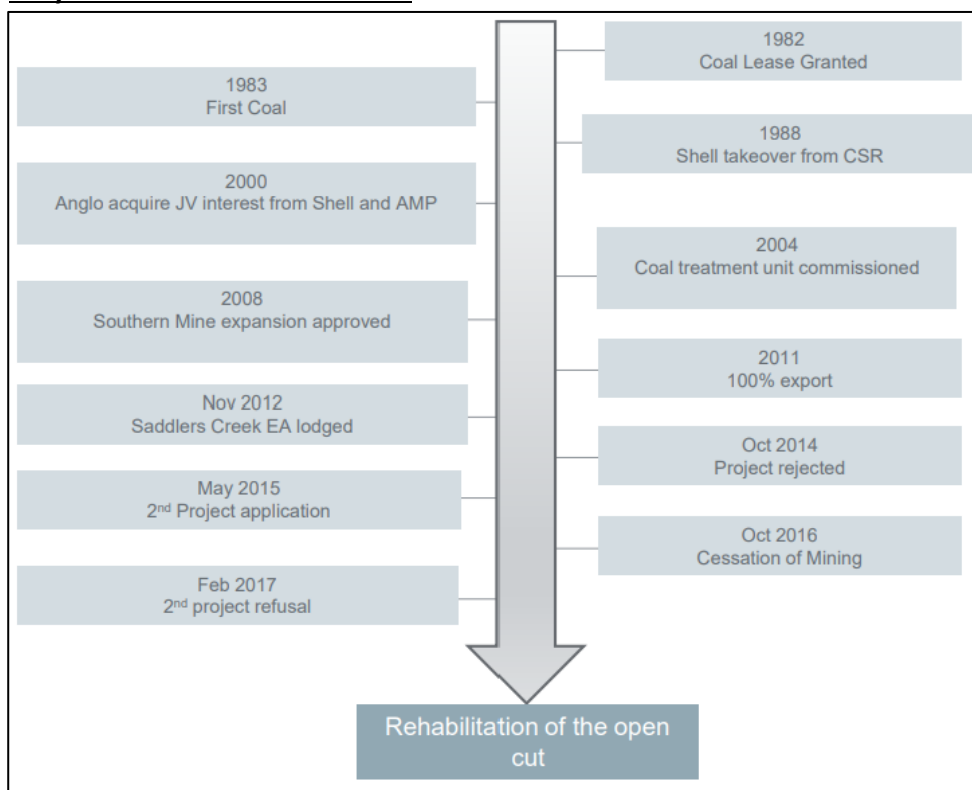 1982
Coal Lease Granted
1983
First Coal
1988
Shell takeover from CSR
2000
Anglo acquire JV interest from Shell and AMP
2004
Coal treatment unit commissioned
2008
Southern Mine expansion approved
2011
100% export
Nov 2012
Saddlers Creek EA lodged
Oct 2014
Project rejected
May 2015
2nd Project application
Oct 2016
Cessation of Mining
Feb 2017
2nd project refusal
Rehabilitation of the open
cut